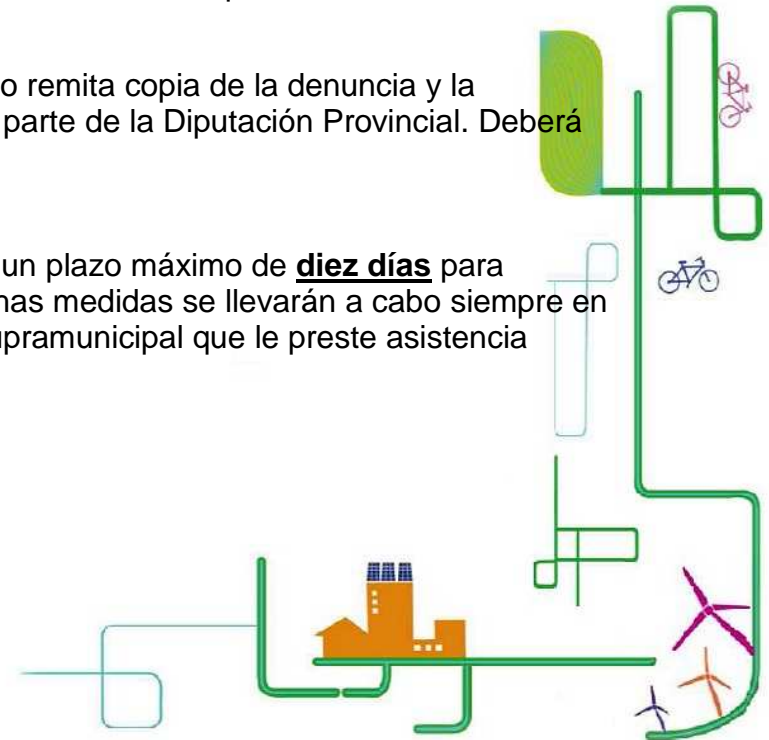 o remita copia de la denuncia y la
parte de la Diputación Provincial. Deberá
un plazo máximo de diez días para
nas medidas se llevarán a cabo siempre en
upramunicipal que le preste asistencia